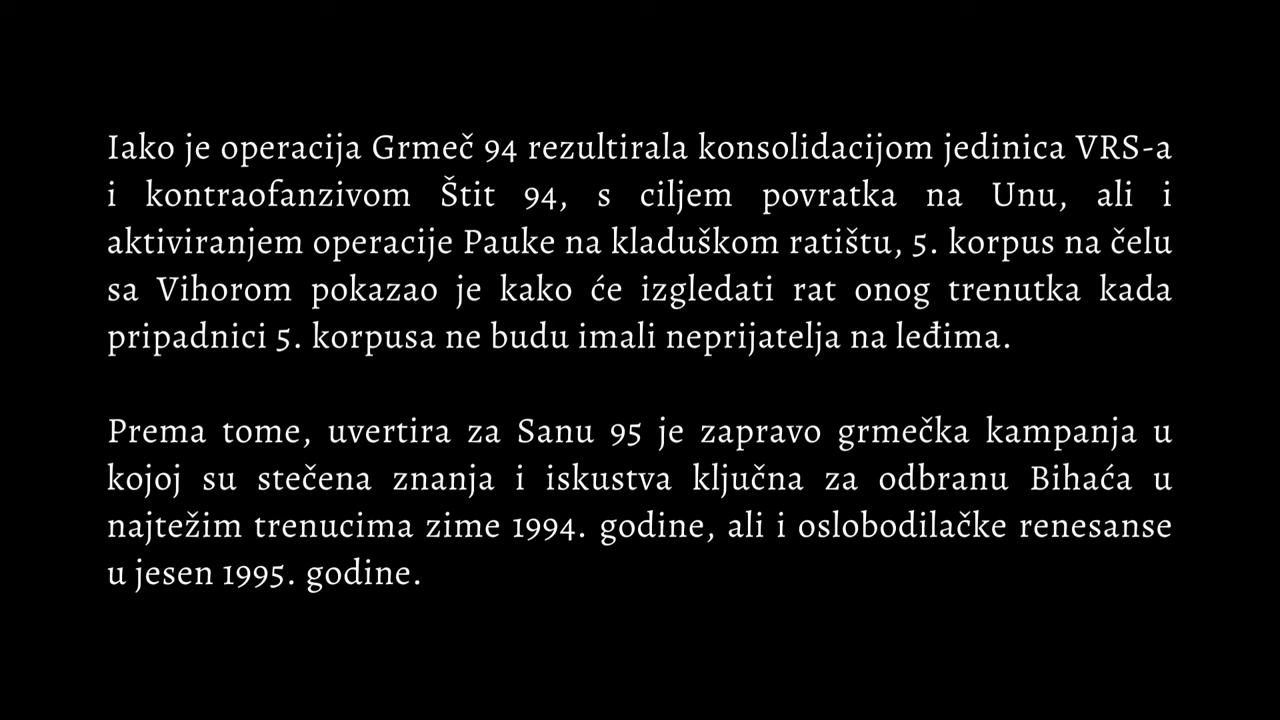 Iako je operacija Grmeč 94 rezultirala konsolidacijom jedinica VRS-a
i kontraofanzivom Štit 94, s ciljem povratka na Unu, ali i
aktiviranjem operacije Pauke na kladuškom ratištu, 5. korpus na čelu
sa Vihorom pokazao je kako će izgledati rat onog trenutka kada
pripadnici 5. korpusa ne budu imali neprijatelja na leđima.
Prema tome, uvertira za Sanu 95 je zapravo grmečka kampanja u
kojoj su stečena znanja i iskustva ključna za odbranu Bihaća u
najtežim trenucima zime 1994. godine, ali i oslobodilačke renesanse
u jesen 1995. godine.